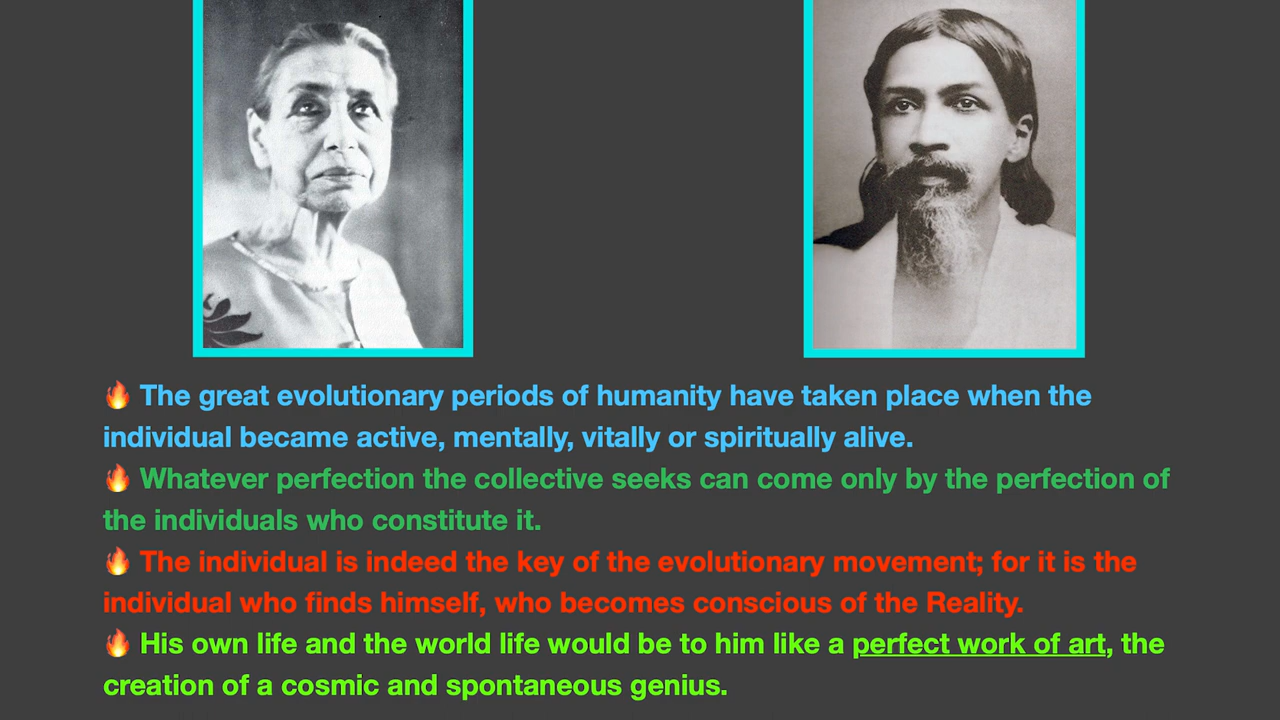 🔥 The great evolutionary periods of humanity have taken place when the
individual became active, mentally, vitally or spiritually alive.
🔥 Whatever perfection the collective seeks can come only by the perfection of
the individuals who constitute it.
🔥 The individual is indeed the key of the evolutionary movement; for it is the
individual who finds himself, who becomes conscious of the Reality.
🔥 His own life and the world life would be to him like a perfect work of art, the
creation of a cosmic and spontaneous genius.